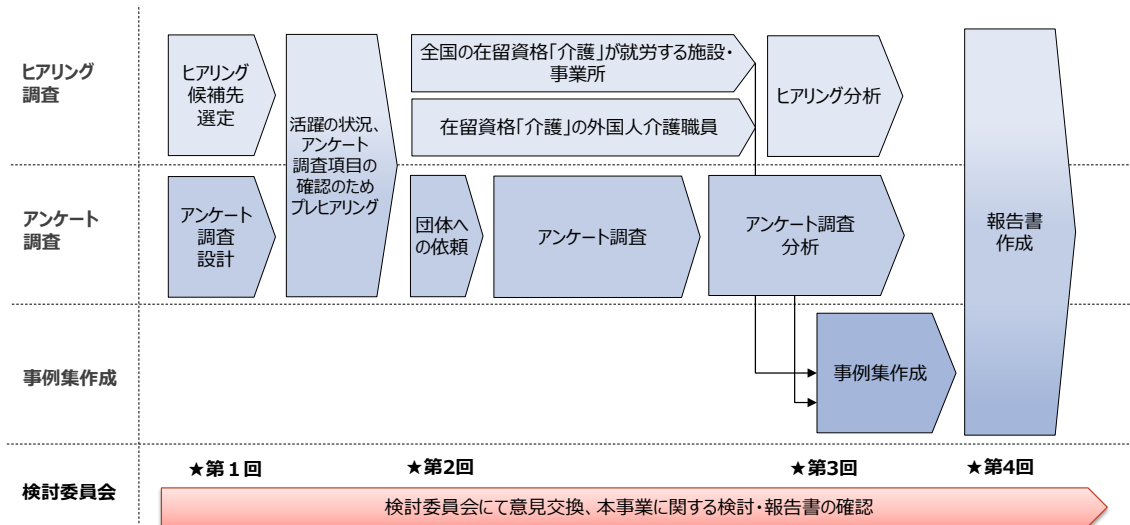 ヒアリング
調査
ヒアリング
候補先
選定
活躍の状況、
アンケート
調査項目の
確認のため
プレヒアリング
全国の在留資格「介護」が就労する施設・
事業所
在留資格「介護」の外国人介護職員
ヒアリング分析
アンケート
調査
アンケート
調査
設計
団体へ
の依頼
アンケート調査
アンケート調査
分析
報告書
作成
事例集作成
事例集作成
検討委員会
★第１回
★第2回
★第3回
★第4回
検討委員会にて意見交換、本事業に関する検討・報告書の確認